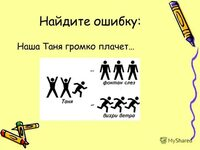 Найдите ошибку:
Наша Таня громко плачет...
фонтан слез
Таня
вихри ветра
MyShared